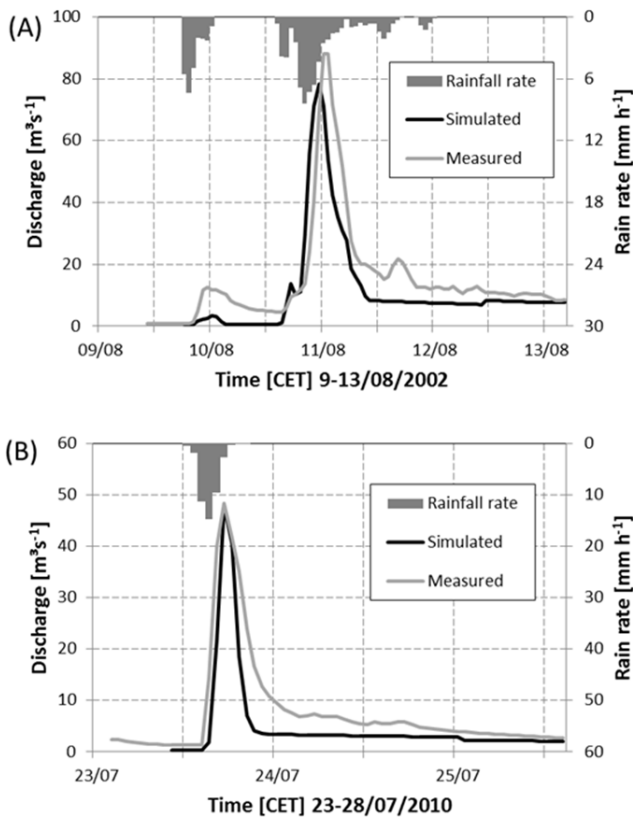 (A)
Discharge [m³s⁻¹]
100
80
60
40
20
0
Rainfall rate
Simulated
Measured
0
6
12
18
24
30
Rain rate [mm h⁻¹]
09/08
10/08
11/08
12/08
13/08
Time [CET] 9-13/08/2002
(B)
Discharge [m³s⁻¹]
60
50
40
30
20
10
0
Rainfall rate
Simulated
Measured
0
10
20
30
40
50
60
Rain rate [mm h⁻¹]
23/07
24/07
25/07
Time [CET] 23-28/07/2010